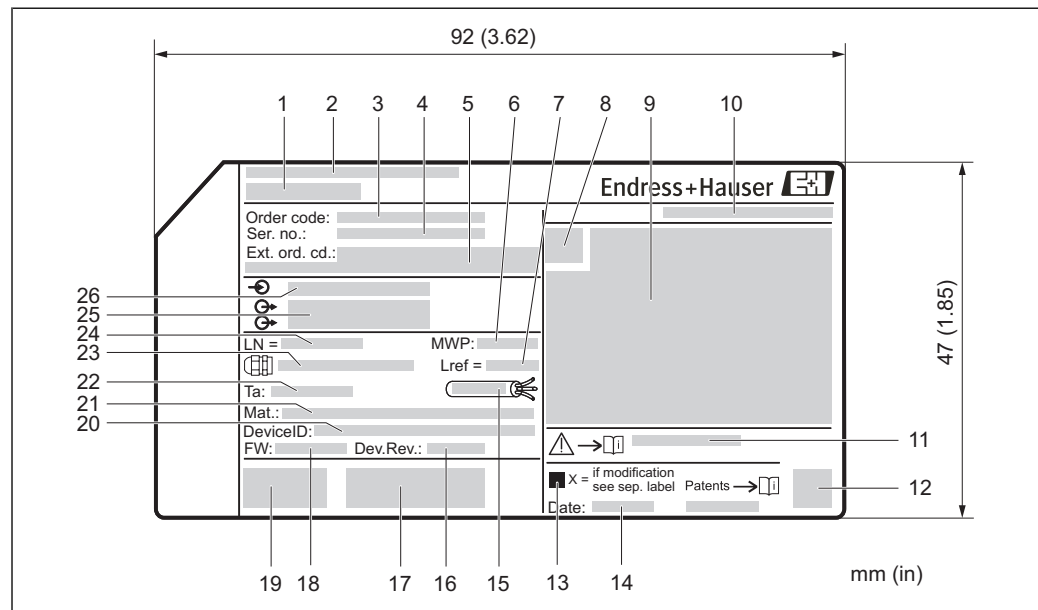 92 (3.62)
1 2 3 4 5 6 7 8 9 10
Endress+Hauser
Order code:
Ser. no.:
Ext. ord. cd.:
26
25
24 LN = MWP:
23 Lref =
22 Ta:
21 Mat.:
20 DeviceID:
FW: Dev.Rev.:
15
47 (1.85)
i 11
X = if modification
see sep. label
Patents i
12
Date:
19 18 17 16 15 13 14
mm (in)